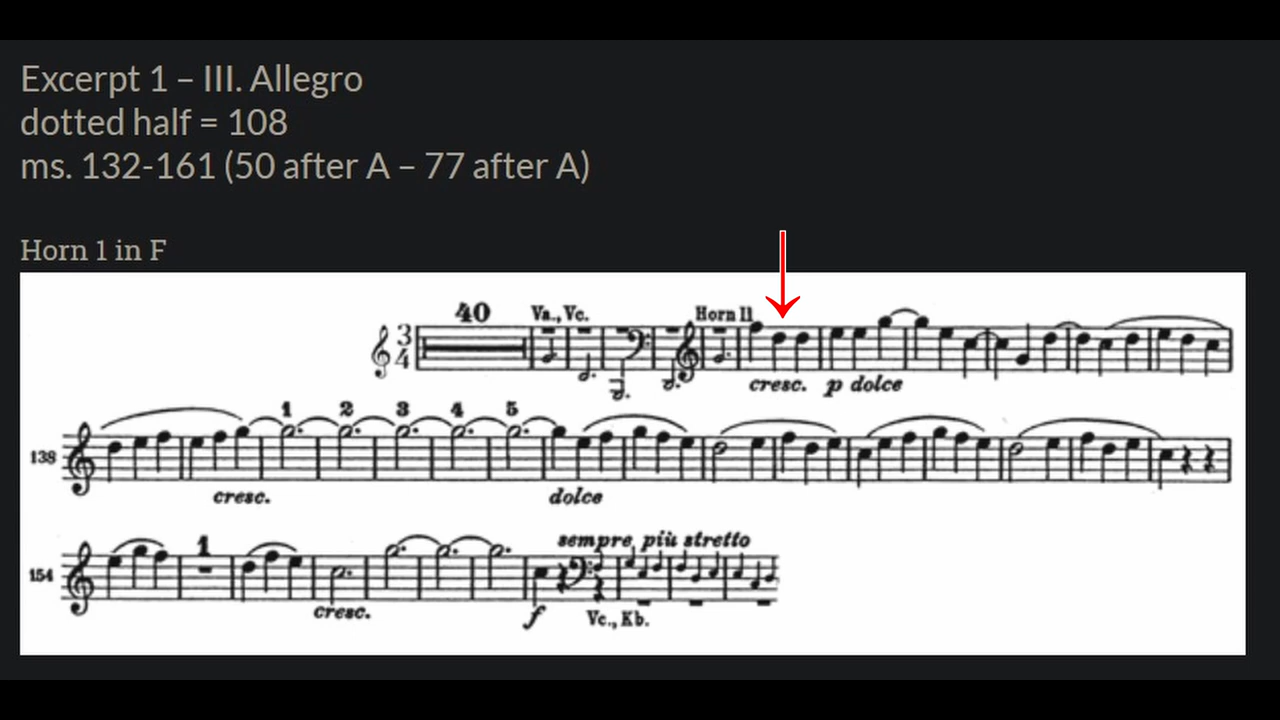 Excerpt 1 – III. Allegro
dotted half = 108
ms. 132-161 (50 after A – 77 after A)
Horn 1 in F
40 Va., Vc. Horn II
3
4
cresc. p dolce
1 2 3 4 5
138
cresc. dolce
1 sempre più stretto
154
cresc. f Vc., Kb.